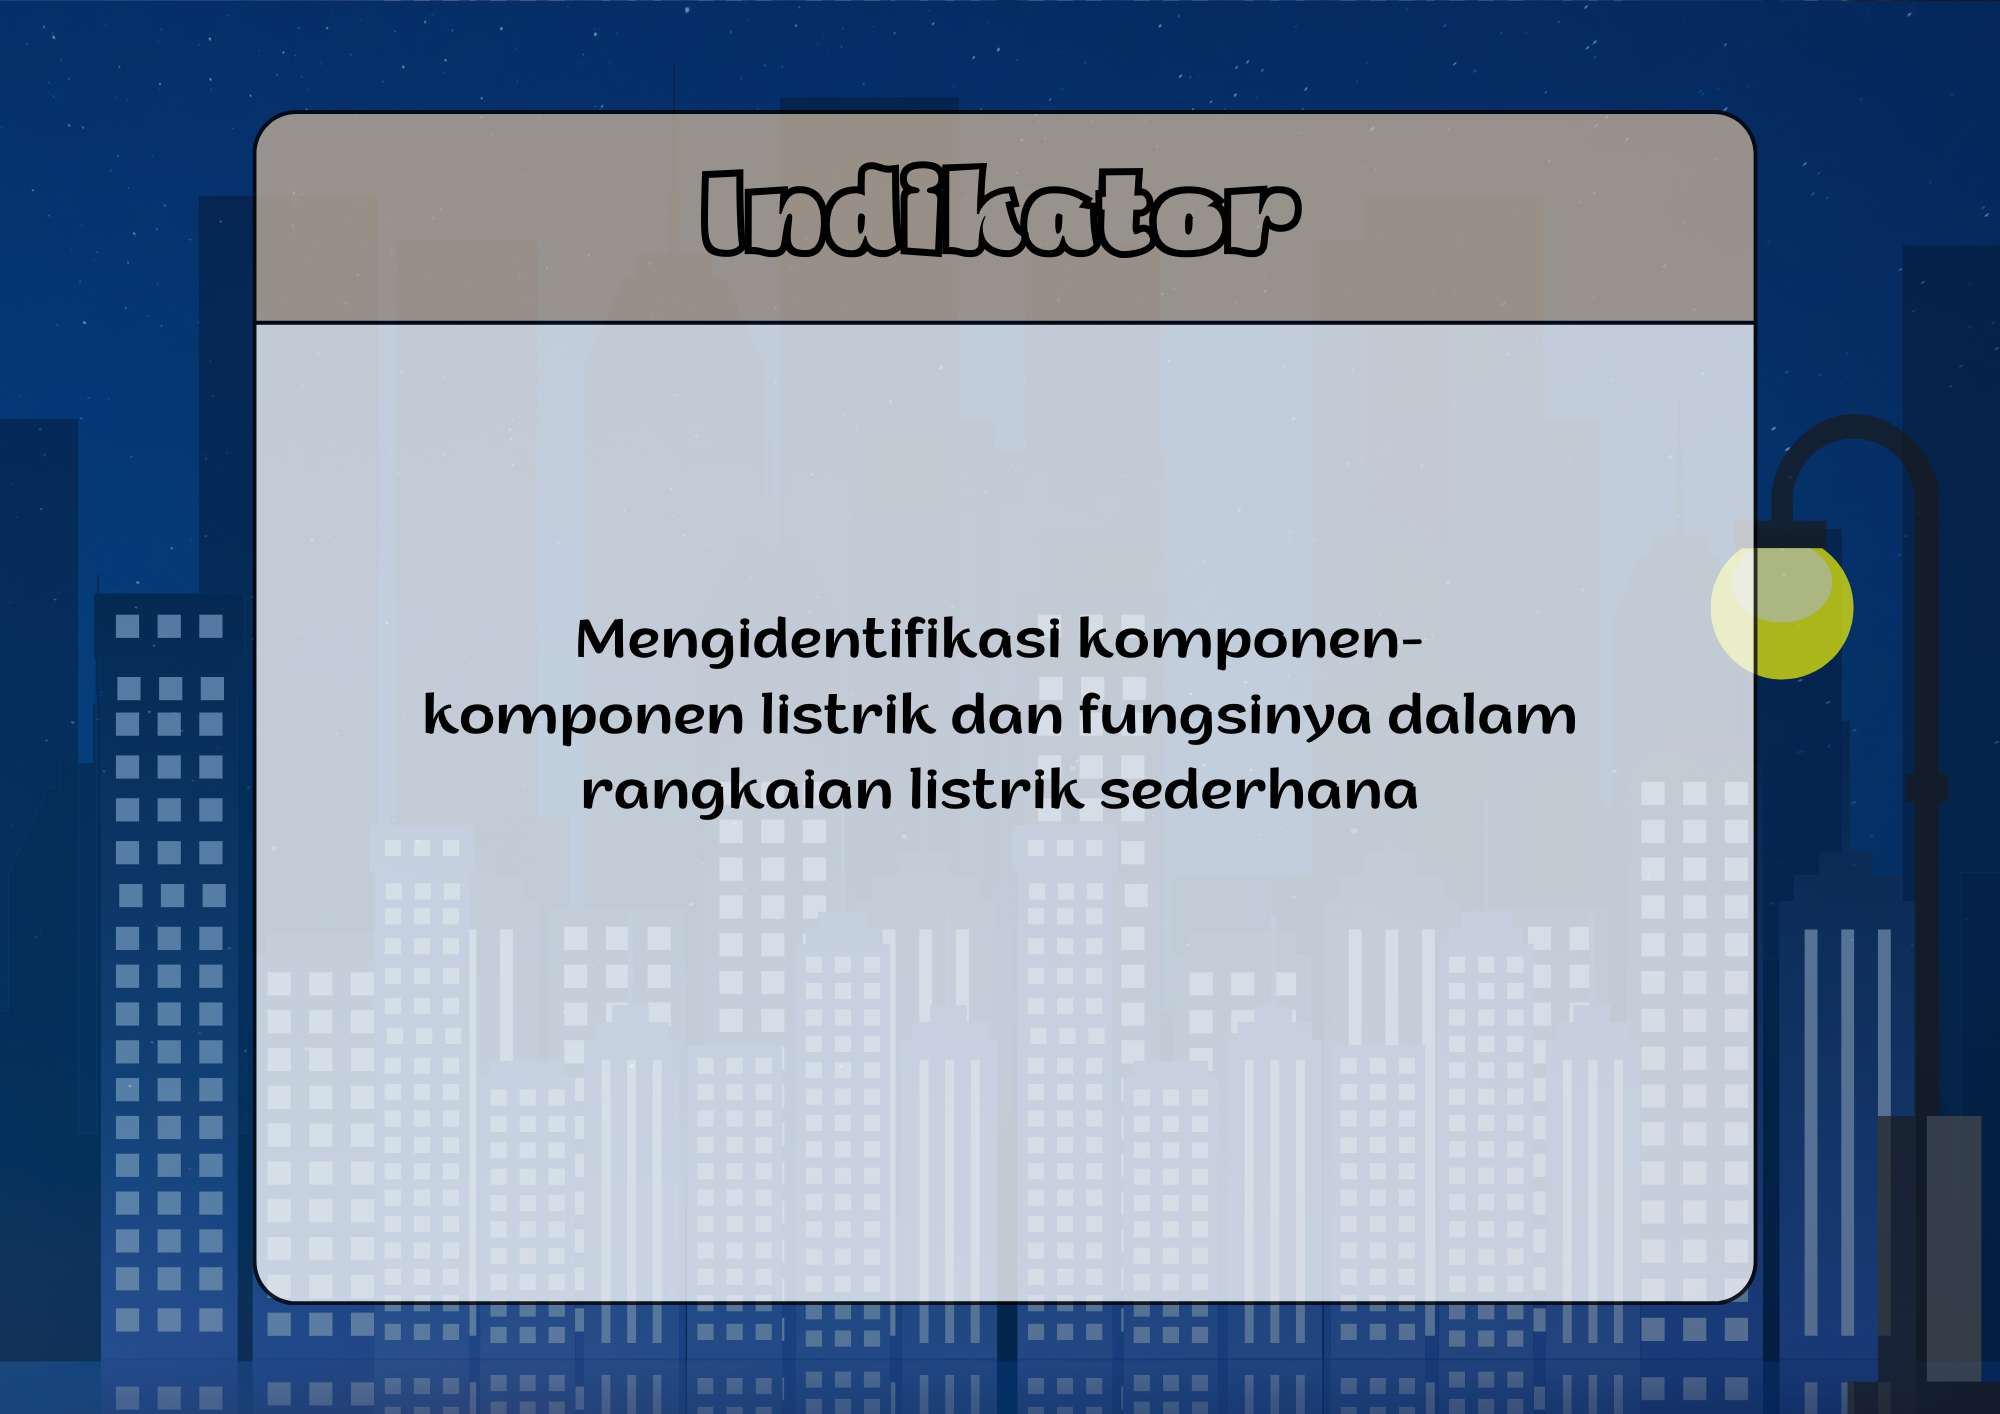 Indikator
Mengidentifikasi komponen-
komponen listrik dan fungsinya dalam
rangkaian listrik sederhana